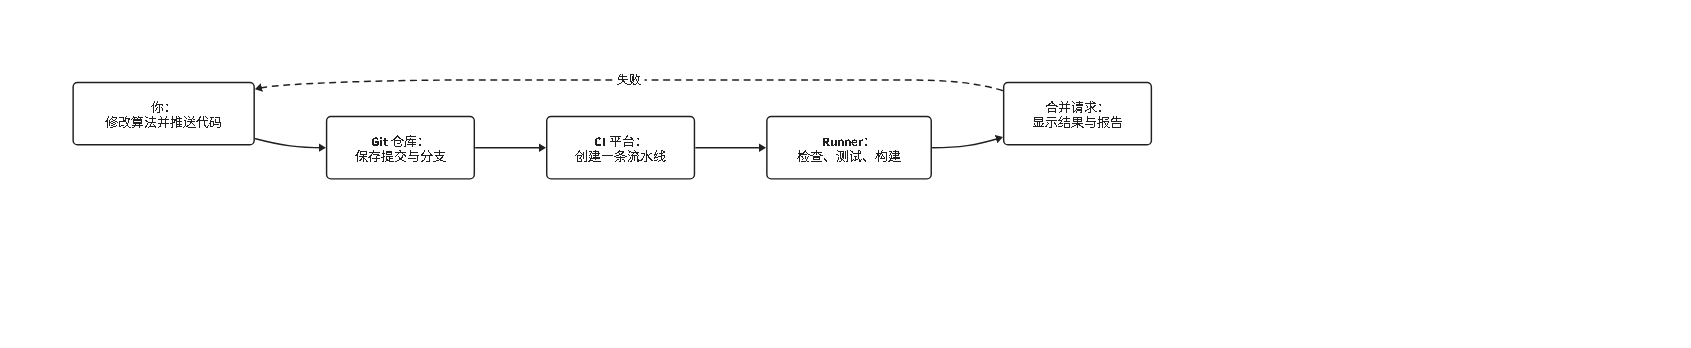 失败
你：
修改算法并推送代码
Git 仓库：
保存提交与分支
CI 平台：
创建一条流水线
Runner：
检查、测试、构建
合并请求：
显示结果与报告